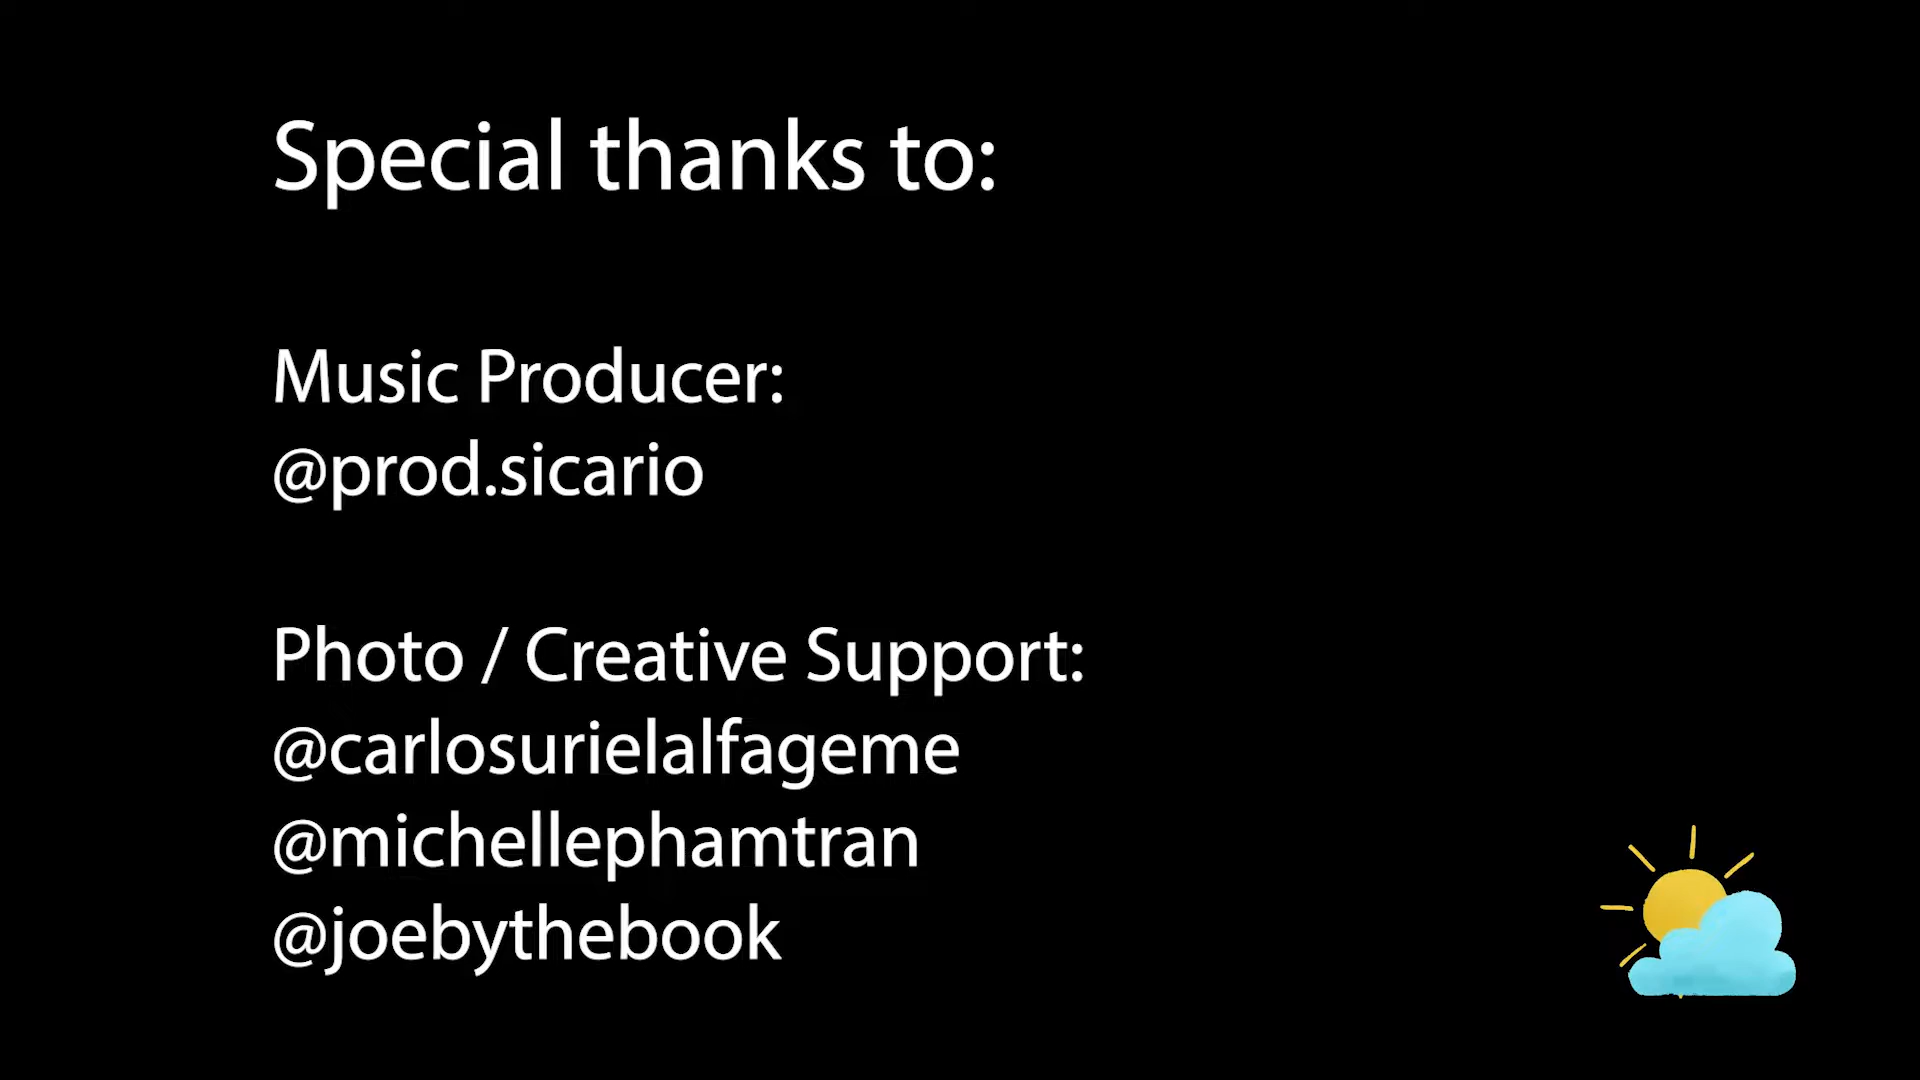 Special thanks to:
Music Producer:
@prod.sicario
Photo / Creative Support:
@carlosurielalfageme
@michellephamtran
@joebythebook